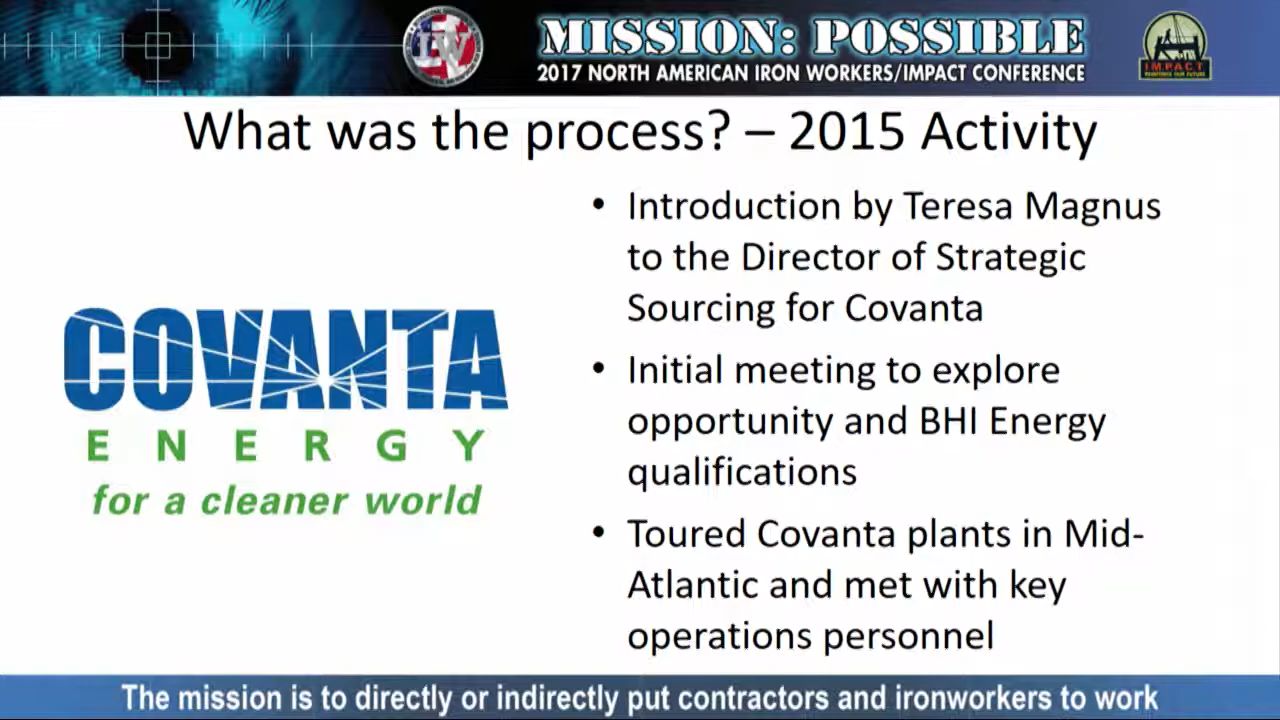 MISSION: POSSIBLE
2017 NORTH AMERICAN IRON WORKERS/IMPACT CONFERENCE
IMPACT
What was the process? – 2015 Activity
• Introduction by Teresa Magnus
to the Director of Strategic
Sourcing for Covanta
• Initial meeting to explore
opportunity and BHI Energy
qualifications
• Toured Covanta plants in Mid-
Atlantic and met with key
operations personnel
COVANTA
ENERGY
for a cleaner world
The mission is to directly or indirectly put contractors and ironworkers to work